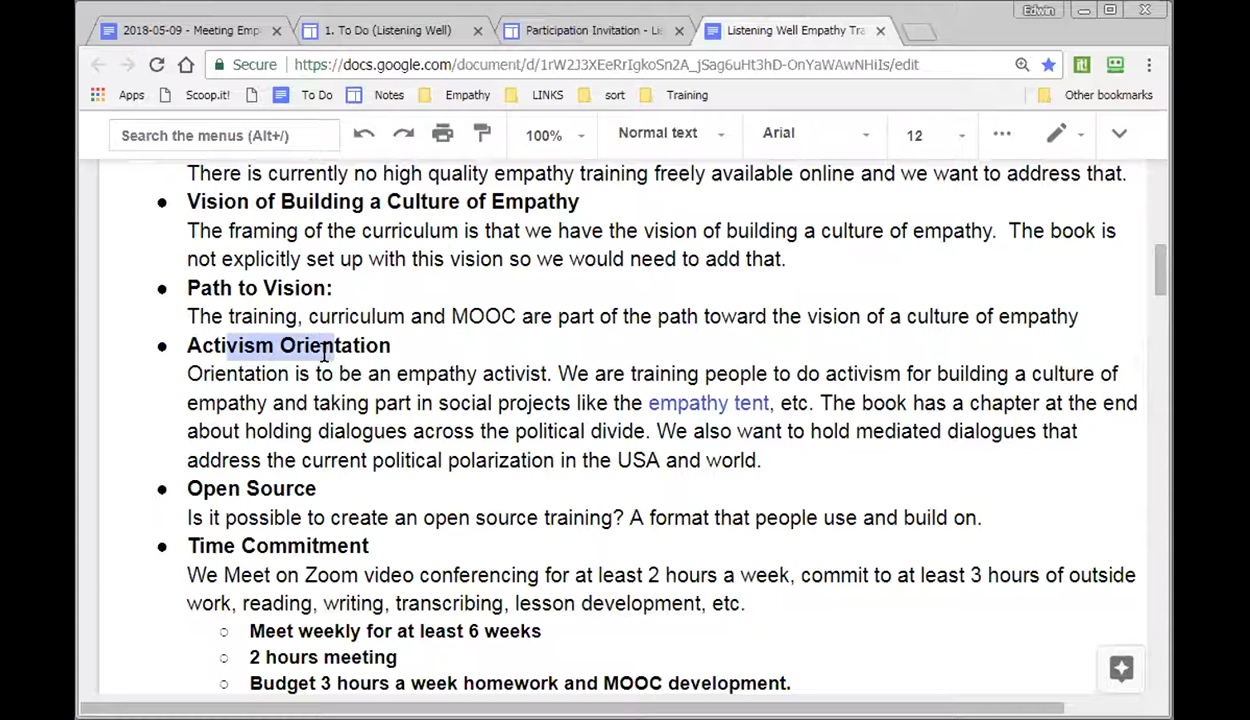 Edwin
2018-05-09 - Meeting Emp
1. To Do (Listening Well)
Participation Invitation - Lis
Listening Well Empathy Tra
Secure
https://docs.google.com/document/d/1rW2J3XEeRrIgkoSn2A_jSag6uHt3hD-OnYaWAwNHiIs/edit
it!
Apps
Scoop.it!
To Do
Notes
Empathy
LINKS
sort
Training
Other bookmarks
Search the menus (Alt+/)
100%
Normal text
Arial
12
There is currently no high quality empathy training freely available online and we want to address that.
● Vision of Building a Culture of Empathy
The framing of the curriculum is that we have the vision of building a culture of empathy. The book is
not explicitly set up with this vision so we would need to add that.
● Path to Vision:
The training, curriculum and MOOC are part of the path toward the vision of a culture of empathy
● Activism Orientation
Orientation is to be an empathy activist. We are training people to do activism for building a culture of
empathy and taking part in social projects like the empathy tent, etc. The book has a chapter at the end
about holding dialogues across the political divide. We also want to hold mediated dialogues that
address the current political polarization in the USA and world.
● Open Source
Is it possible to create an open source training? A format that people use and build on.
● Time Commitment
We Meet on Zoom video conferencing for at least 2 hours a week, commit to at least 3 hours of outside
work, reading, writing, transcribing, lesson development, etc.
○ Meet weekly for at least 6 weeks
○ 2 hours meeting
○ Budget 3 hours a week homework and MOOC development.